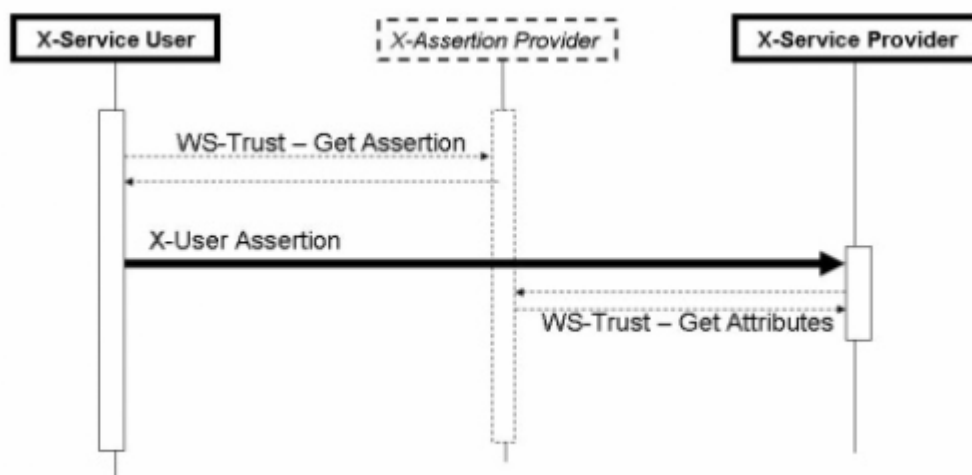 X-Service User
X-Assertion Provider
X-Service Provider
WS-Trust – Get Assertion
X-User Assertion
WS-Trust – Get Attributes